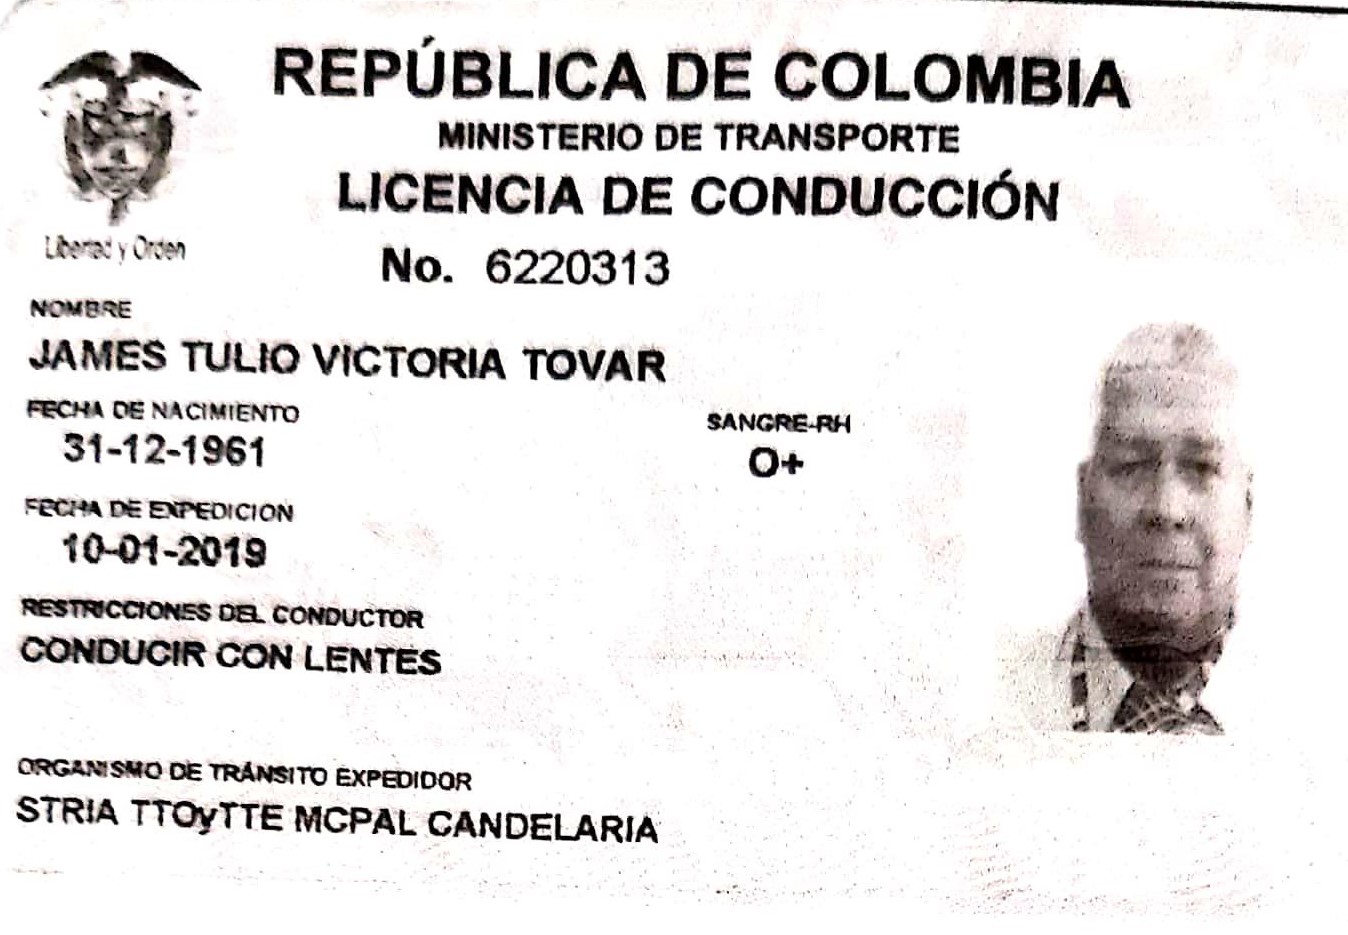 REPÚBLICA DE COLOMBIA
MINISTERIO DE TRANSPORTE
LICENCIA DE CONDUCCIÓN
Libertad y Orden
No. 6220313
NOMBRE
JAMES TULIO VICTORIA TOVAR
FECHA DE NACIMIENTO
31-12-1961
SANGRE-RH
O+
FECHA DE EXPEDICION
10-01-2019
RESTRICCIONES DEL CONDUCTOR
CONDUCIR CON LENTES
ORGANISMO DE TRÁNSITO EXPEDIDOR
STRIA TTOyTTE MCPAL CANDELARIA